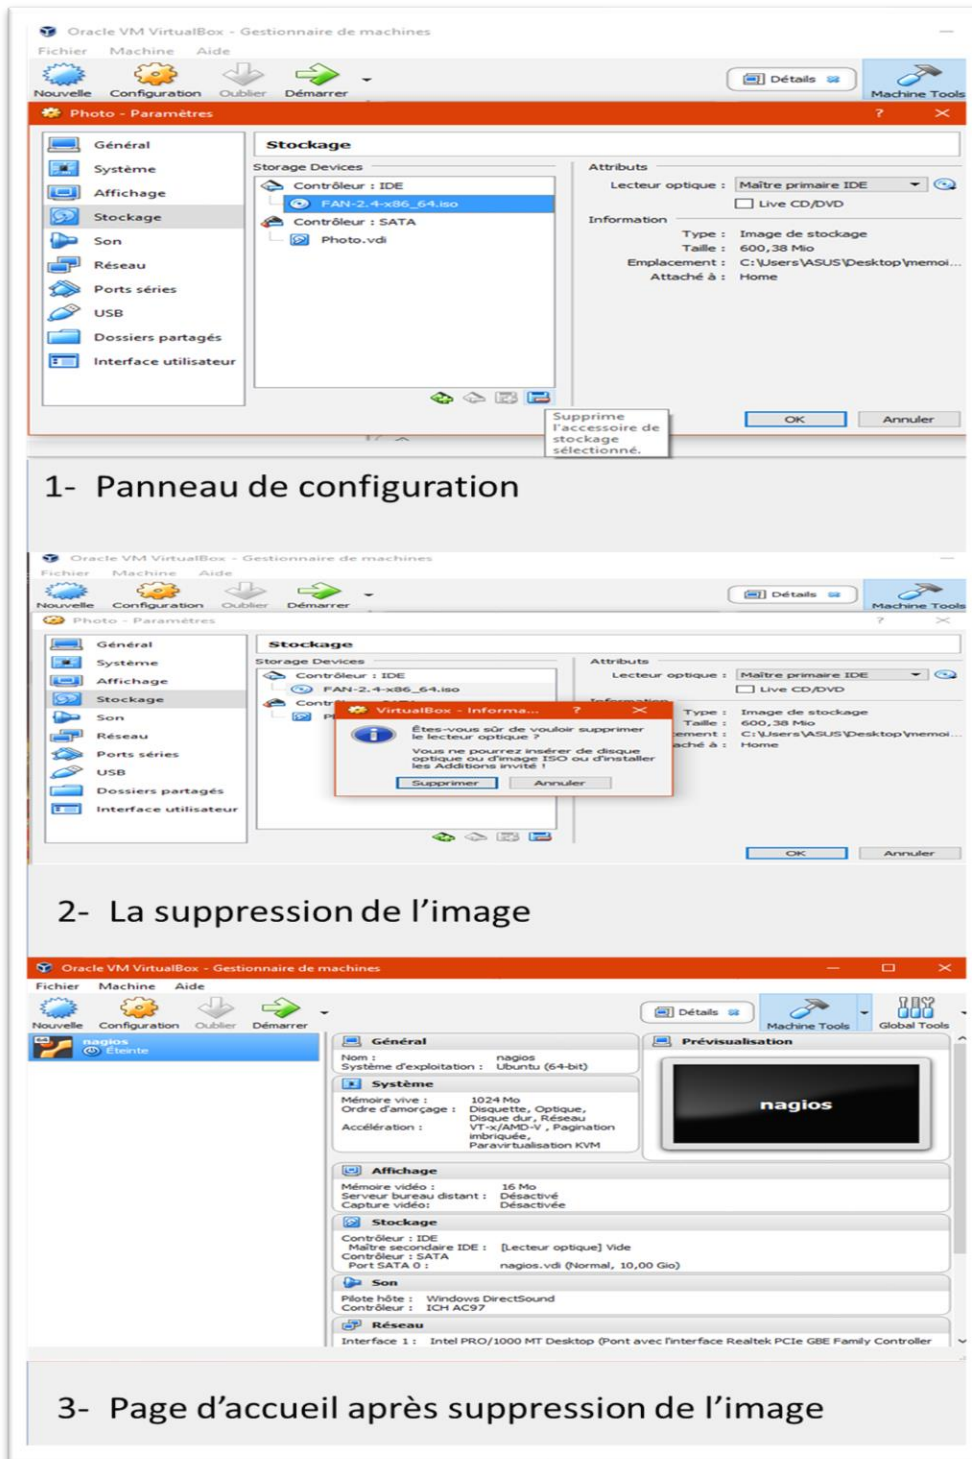 Oracle VM VirtualBox - Gestionnaire de machines
Fichier Machine Aide
Nouvelle Configuration Oublier Démarrer Détails Machine Tools
Photo - Paramètres ?
Général Stockage
Système Storage Devices Attributs
Affichage Contrôleur : IDE Lecteur optique : Maître primaire IDE
FAN-2.4-x86_64.iso Live CD/DVD
Stockage Contrôleur : SATA Information
Son Photo.vdi Type : Image de stockage
Taille : 600,38 Mio
Réseau Emplacement : C:\Users\ASUS\Desktop\memoi...
Attaché à : Home
Ports séries
USB
Dossiers partagés
Interface utilisateur
Supprime
l'accessoire de
stockage
sélectionné.
OK Annuler
1- Panneau de configuration
Oracle VM VirtualBox - Gestionnaire de machines
Fichier Machine Aide
Nouvelle Configuration Oublier Démarrer Détails Machine Tools
Photo - Paramètres ?
Général Stockage
Système Storage Devices Attributs
Affichage Contrôleur : IDE Lecteur optique : Maître primaire IDE
FAN-2.4-x86_64.iso Live CD/DVD
Stockage
Son Type : Image de stockage
Taille : 600,38 Mio
Réseau C:\Users\ASUS\Desktop\memoi...
Home
Ports séries
USB
Dossiers partagés
Interface utilisateur
VirtualBox - Informa... ?
Êtes-vous sûr de vouloir supprimer
le lecteur optique ?
Vous ne pourrez insérer de disque
optique ou d'image ISO ou d'installer
les Additions invité !
Supprimer Annuler
OK Annuler
2- La suppression de l'image
Oracle VM VirtualBox - Gestionnaire de machines
Fichier Machine Aide
Nouvelle Configuration Oublier Démarrer Détails Machine Tools Global Tools
nagios
Éteinte
Général
Nom : nagios
Système d'exploitation : Ubuntu (64-bit)
Système
Mémoire vive : 1024 Mo
Ordre d'amorçage : Disquette, Optique,
Disque dur, Réseau
Accélération : VT-x/AMD-V , Pagination
imbriquée,
Paravirtualisation KVM
Prévisualisation
nagios
Affichage
Mémoire vidéo : 16 Mo
Serveur bureau distant : Désactivé
Capture vidéo: Désactivée
Stockage
Contrôleur : IDE
Maître secondaire IDE : [Lecteur optique] Vide
Contrôleur : SATA
Port SATA 0 : nagios.vdi (Normal, 10,00 Gio)
Son
Pilote hôte : Windows DirectSound
Contrôleur : ICH AC97
Réseau
Interface 1 : Intel PRO/1000 MT Desktop (Pont avec l'interface Realtek PCIe GBE Family Controller
3- Page d'accueil après suppression de l'image